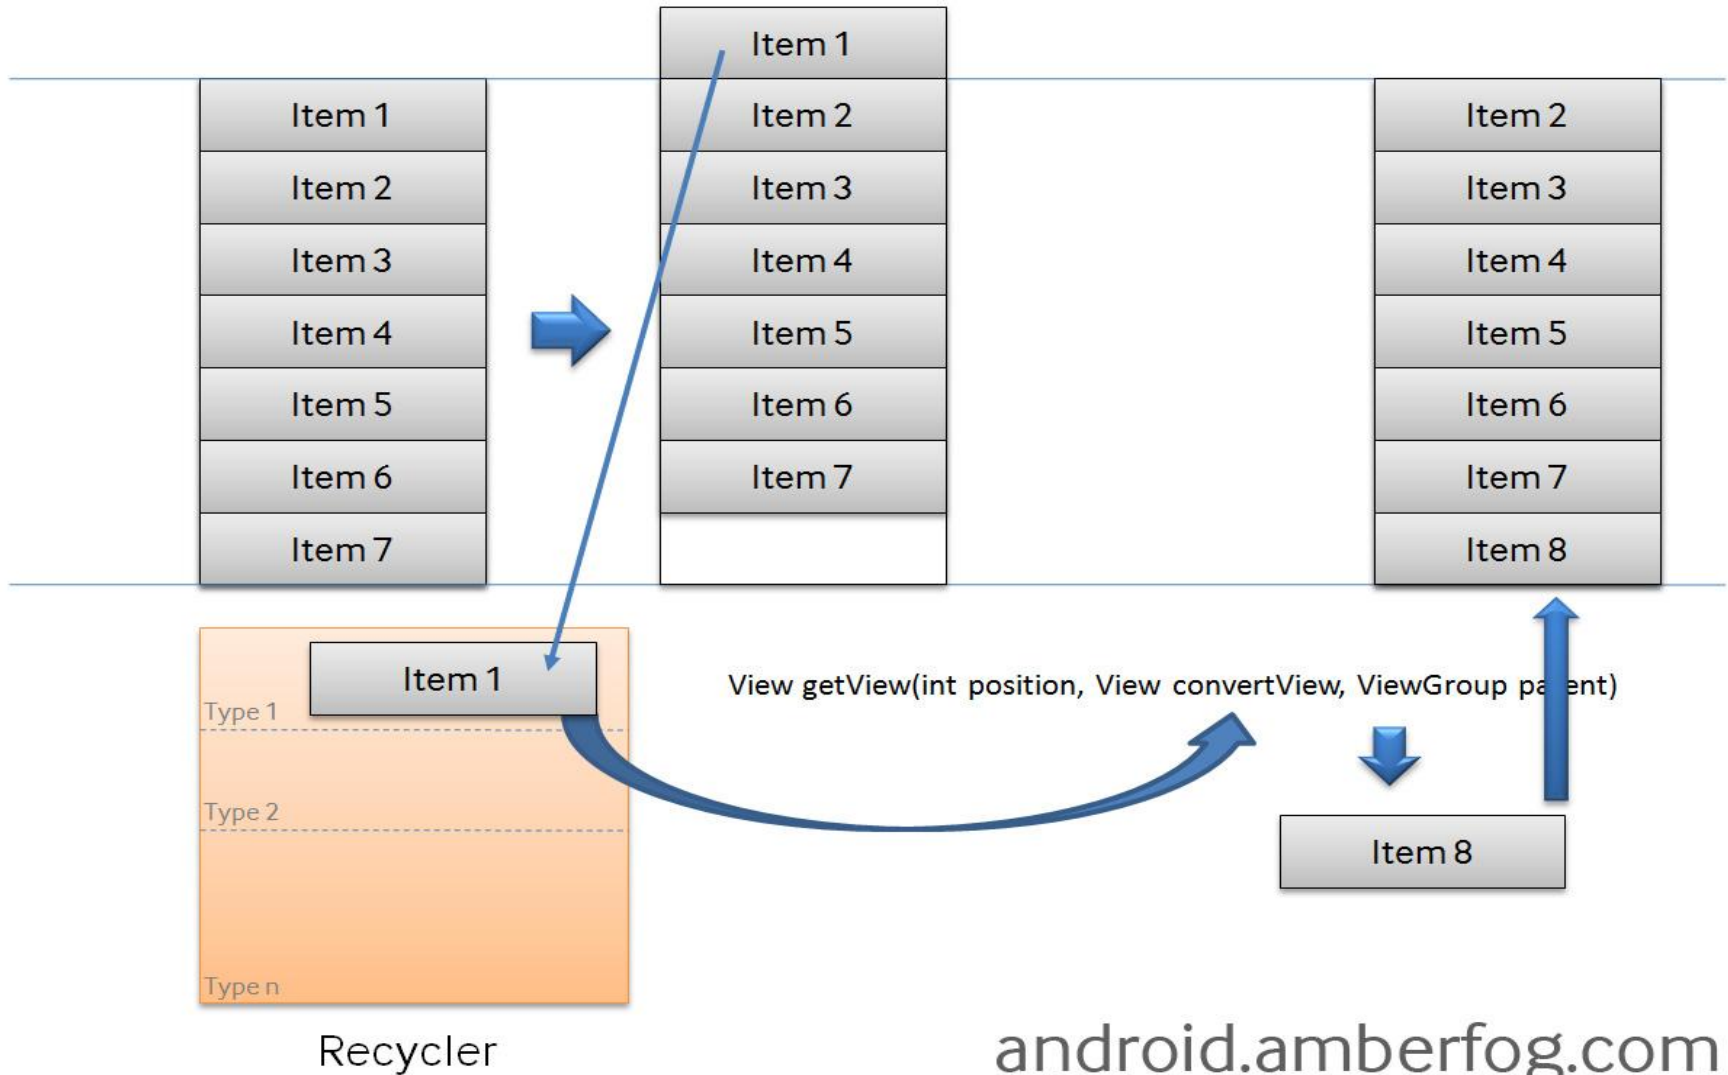 Item 1
Item 2
Item 3
Item 4
Item 5
Item 6
Item 7
Item 1
Item 2
Item 3
Item 4
Item 5
Item 6
Item 7
Item 2
Item 3
Item 4
Item 5
Item 6
Item 7
Item 8
Item 1
Type 1
Type 2
Type n
Recycler
View getView(int position, View convertView, ViewGroup parent)
Item 8
android.amberfog.com